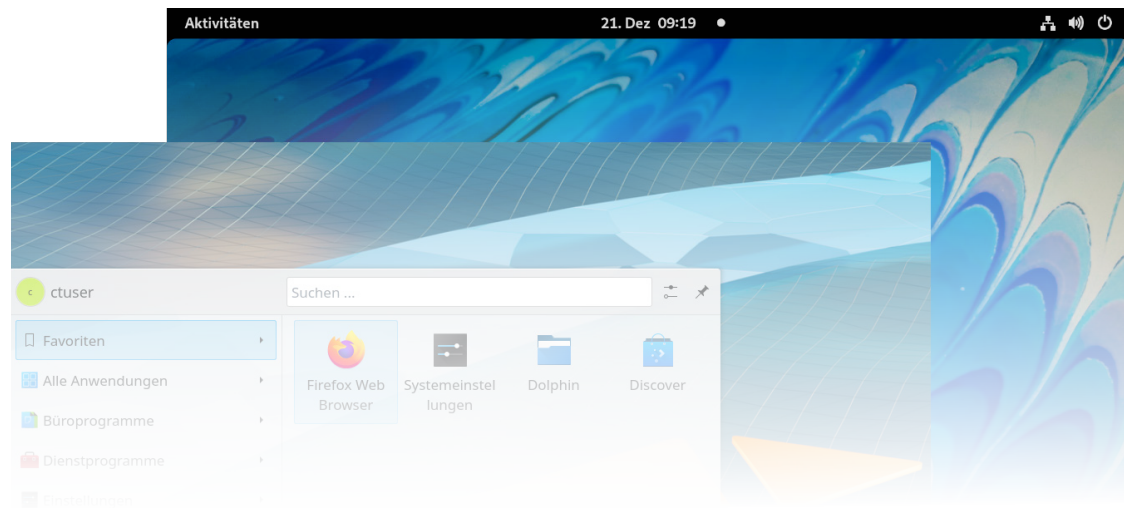 Aktivitäten
21. Dez 09:19
c
ctuser
Suchen ...
Favoriten
Alle Anwendungen
Büroprogramme
Dienstprogramme
Einstellungen
Firefox Web
Browser
Systemeinstel
lungen
Dolphin
Discover